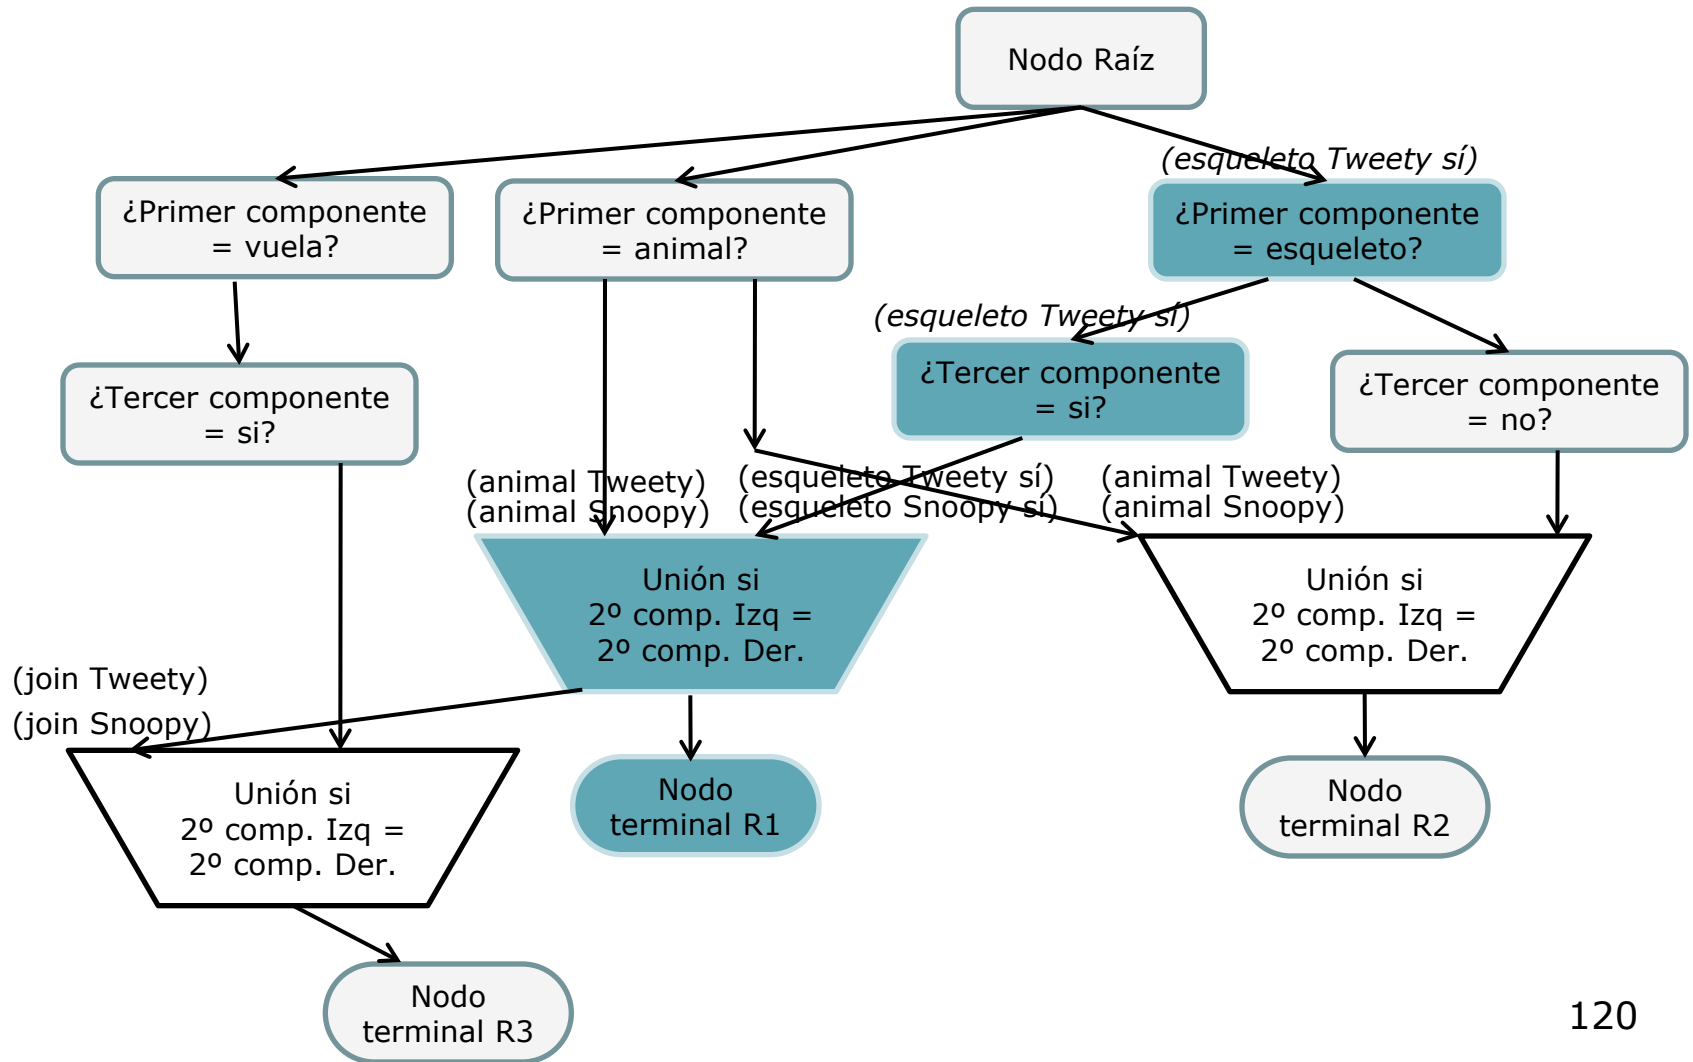 Nodo Raíz
(esqueleto Tweety sí)
¿Primer componente
= vuela?
¿Primer componente
= animal?
¿Primer componente
= esqueleto?
(esqueleto Tweety sí)
¿Tercer componente
= si?
¿Tercer componente
= si?
¿Tercer componente
= no?
(animal Tweety)
(animal Snoopy)
(esqueleto Tweety sí)
(esqueleto Snoopy sí)
(animal Tweety)
(animal Snoopy)
Unión si
2º comp. Izq =
2º comp. Der.
Unión si
2º comp. Izq =
2º comp. Der.
(join Tweety)
(join Snoopy)
Unión si
2º comp. Izq =
2º comp. Der.
Nodo
terminal R1
Nodo
terminal R2
Nodo
terminal R3
120